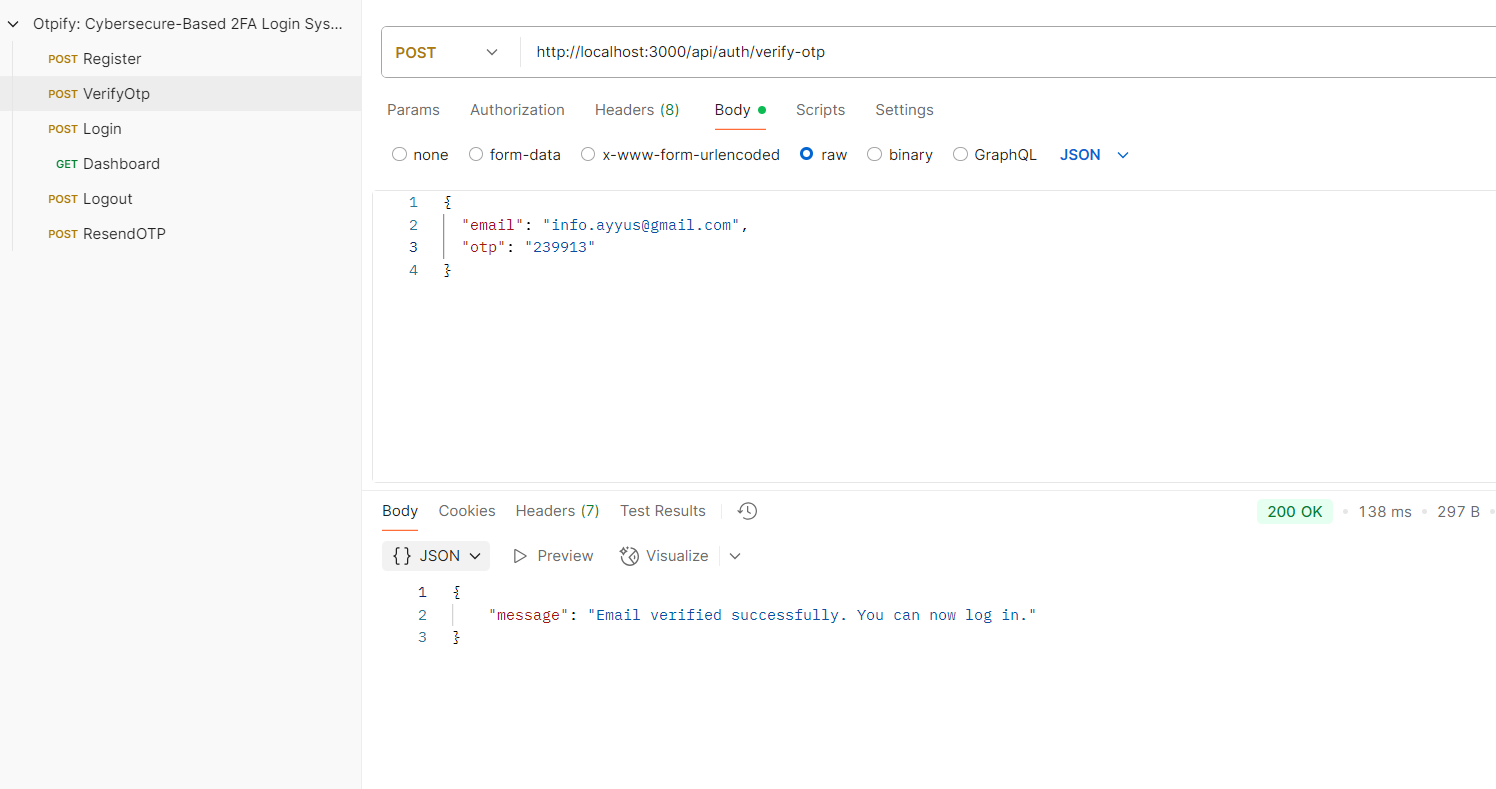 Otpify: Cybersecure-Based 2FA Login Sys...
POST Register
POST VerifyOtp
POST Login
GET Dashboard
POST Logout
POST ResendOTP
POST http://localhost:3000/api/auth/verify-otp
Params Authorization Headers (8) Body Scripts Settings
none form-data x-www-form-urlencoded raw binary GraphQL JSON
1 {
2 "email": "info.ayyus@gmail.com",
3 "otp": "239913"
4 }
Body Cookies Headers (7) Test Results 200 OK 138 ms 297 B
{} JSON Preview Visualize
1 {
2 "message": "Email verified successfully. You can now log in."
3 }